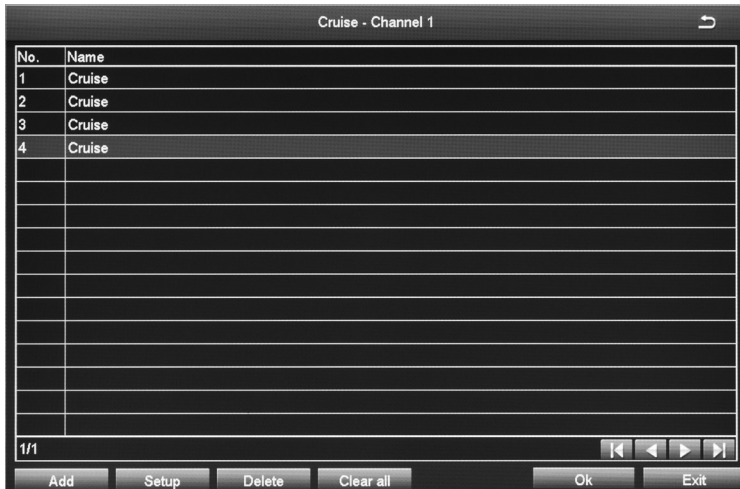 Cruise - Channel 1
No. Name
1 Cruise
2 Cruise
3 Cruise
4 Cruise
1/1
Add Setup Delete Clear all Ok Exit